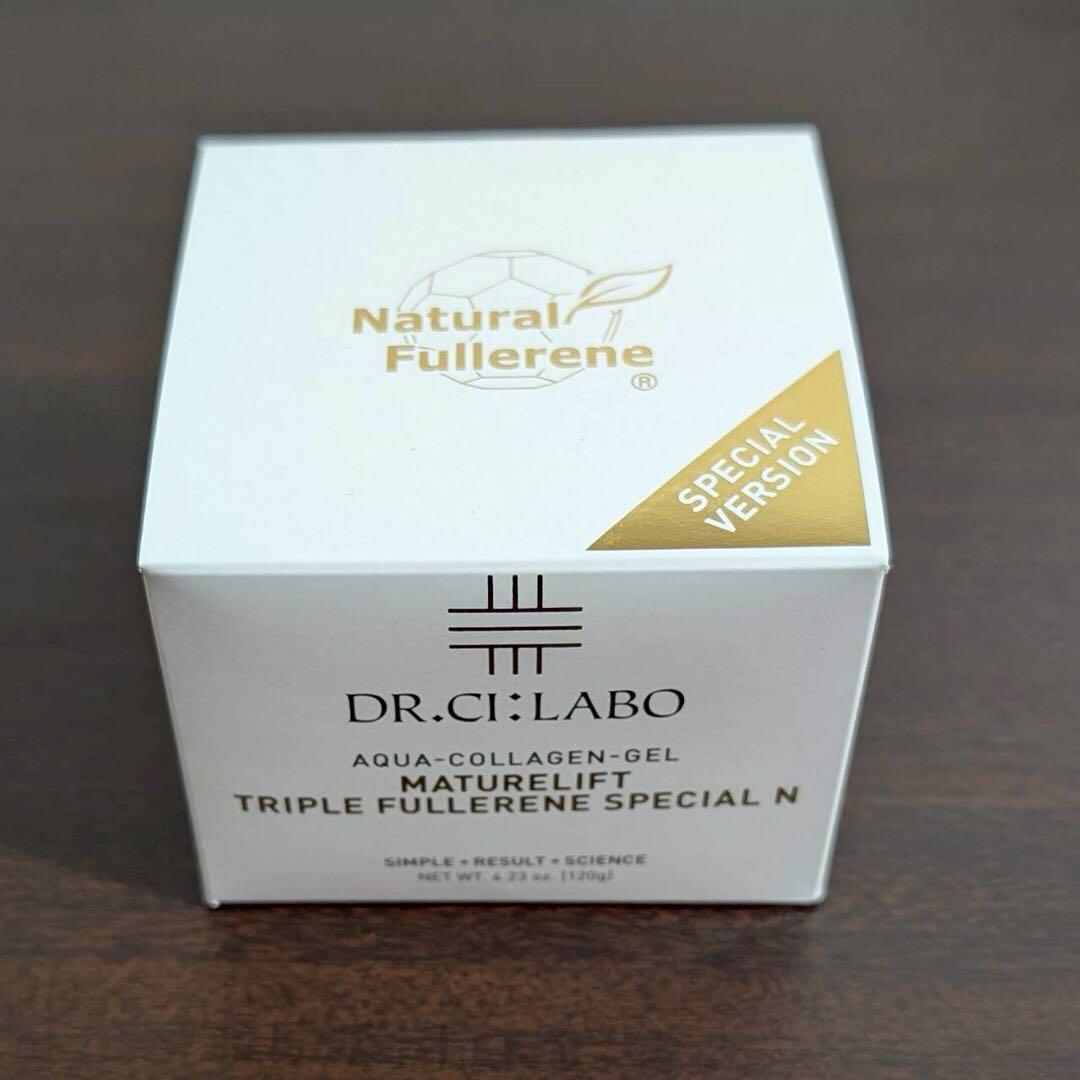 Natural
Fullerene
®
SPECIAL
VERSION
DR.CI:LABO
AQUA-COLLAGEN-GEL
MATURELIFT
TRIPLE FULLERENE SPECIAL N
SIMPLE + RESULT + SCIENCE
NET WT. 4.23 oz. (120g)